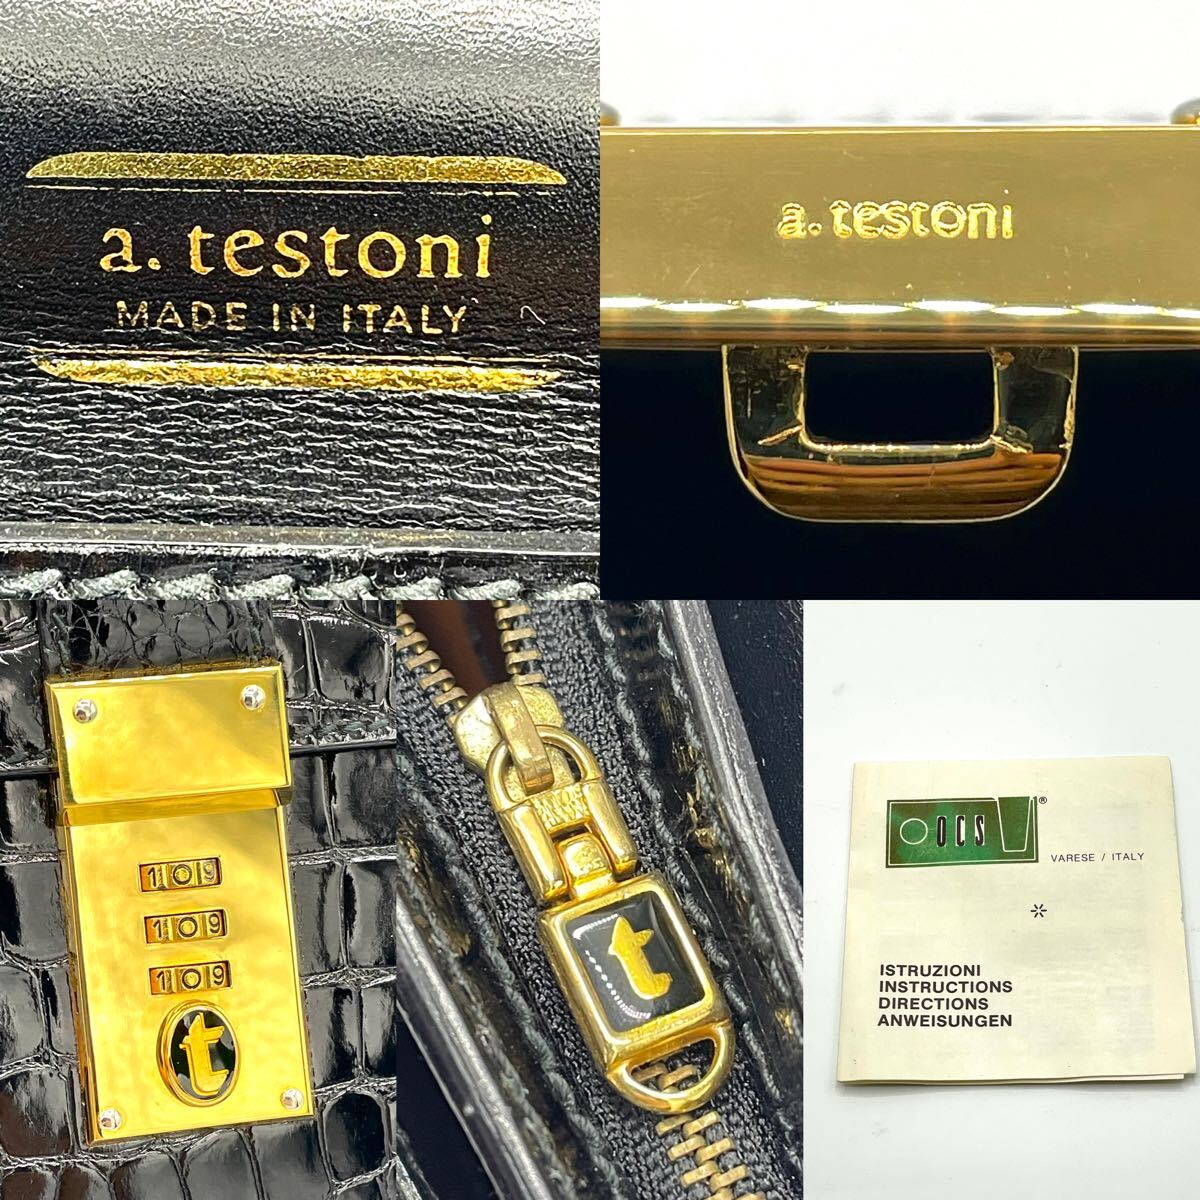 a. testoni
MADE IN ITALY
a. testoni
109
109
109
t
t
OCS
®
VARESE / ITALY
ISTRUZIONI
INSTRUCTIONS
DIRECTIONS
ANWEISUNGEN